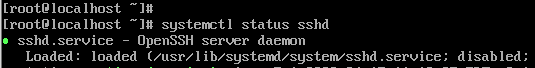 [root@localhost ~]#
[root@localhost ~]# systemctl status sshd
● sshd.service - OpenSSH server daemon
Loaded: loaded (/usr/lib/systemd/system/sshd.service; disabled;